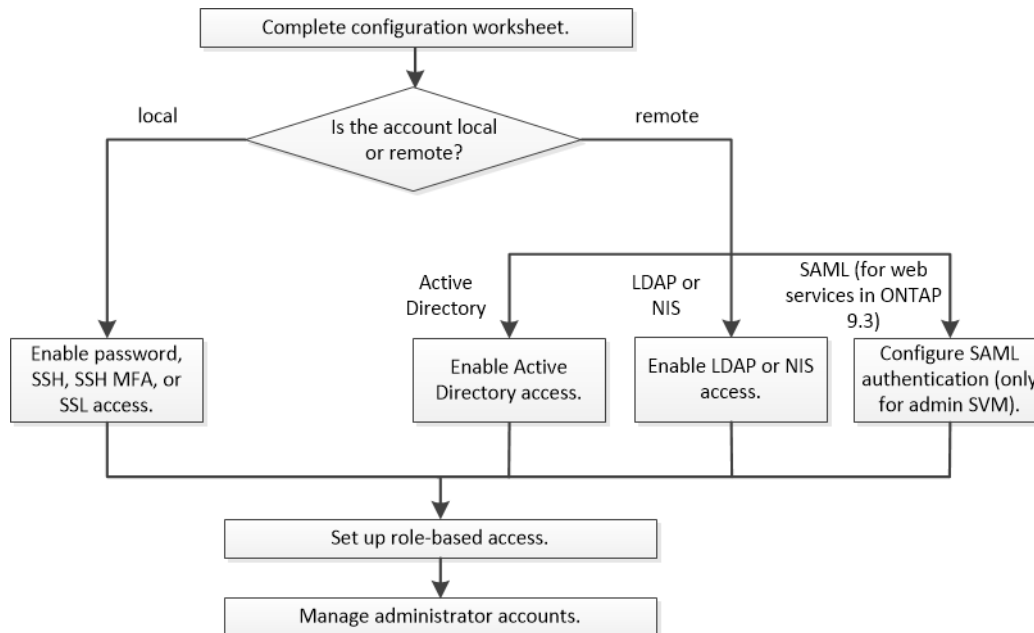 Complete configuration worksheet.
local
remote
Is the account local
or remote?
Active
Directory
LDAP or
NIS
SAML (for web
services in ONTAP
9.3)
Enable password,
SSH, SSH MFA, or
SSL access.
Enable Active
Directory access.
Enable LDAP or NIS
access.
Configure SAML
authentication (only
for admin SVM).
Set up role-based access.
Manage administrator accounts.